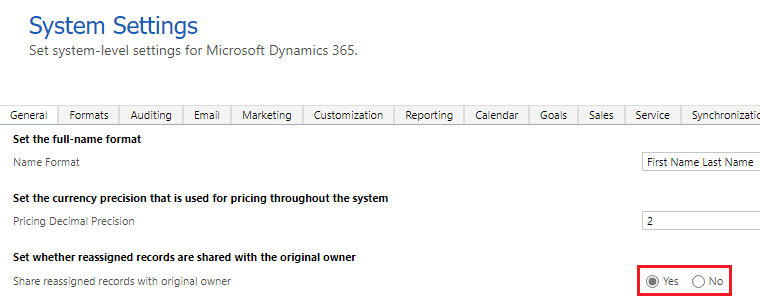 System Settings
Set system-level settings for Microsoft Dynamics 365.
General Formats Auditing Email Marketing Customization Reporting Calendar Goals Sales Service Synchronizatio
Set the full-name format
Name Format First Name Last Name
Set the currency precision that is used for pricing throughout the system
Pricing Decimal Precision 2
Set whether reassigned records are shared with the original owner
Share reassigned records with original owner Yes No